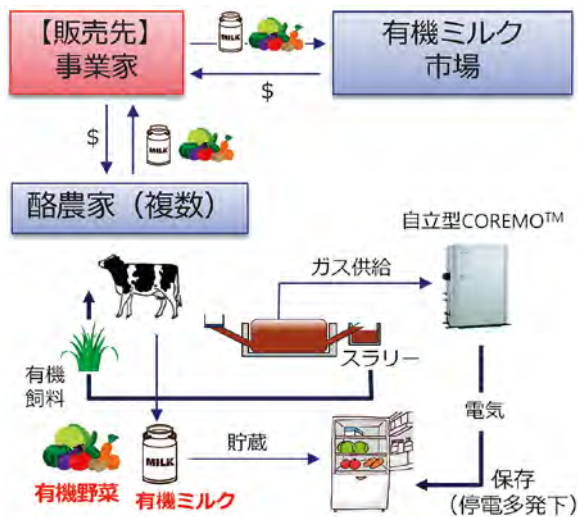 【販売先】
事業家
MILK
有機ミルク
市場
$
$
MILK
酪農家（複数）
自立型COREMO™
ガス供給
スラリー
有機
飼料
電気
MILK
貯蔵
有機野菜
有機ミルク
保存
（停電多発下）